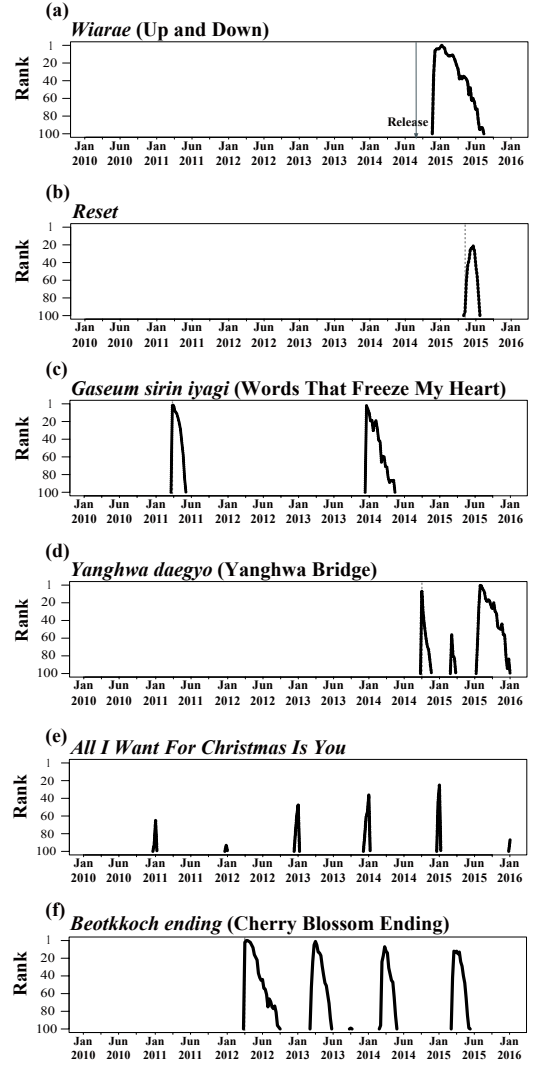 (a)
Wiarae (Up and Down)
Rank
1
20
40
60
80
100
Release
Jan Jun Jan Jun Jan Jun Jan Jun Jan Jun Jan Jun Jan
2010 2010 2011 2011 2012 2012 2013 2013 2014 2014 2015 2015 2016
(b)
Reset
Rank
1
20
40
60
80
100
Jan Jun Jan Jun Jan Jun Jan Jun Jan Jun Jan Jun Jan
2010 2010 2011 2011 2012 2012 2013 2013 2014 2014 2015 2015 2016
(c)
Gaseum sirin iyagi (Words That Freeze My Heart)
Rank
1
20
40
60
80
100
Jan Jun Jan Jun Jan Jun Jan Jun Jan Jun Jan Jun Jan
2010 2010 2011 2011 2012 2012 2013 2013 2014 2014 2015 2015 2016
(d)
Yanghwa daegyo (Yanghwa Bridge)
Rank
1
20
40
60
80
100
Jan Jun Jan Jun Jan Jun Jan Jun Jan Jun Jan Jun Jan
2010 2010 2011 2011 2012 2012 2013 2013 2014 2014 2015 2015 2016
(e)
All I Want For Christmas Is You
Rank
1
20
40
60
80
100
Jan Jun Jan Jun Jan Jun Jan Jun Jan Jun Jan Jun Jan
2010 2010 2011 2011 2012 2012 2013 2013 2014 2014 2015 2015 2016
(f)
Beotkkoch ending (Cherry Blossom Ending)
Rank
1
20
40
60
80
100
Jan Jun Jan Jun Jan Jun Jan Jun Jan Jun Jan Jun Jan
2010 2010 2011 2011 2012 2012 2013 2013 2014 2014 2015 2015 2016